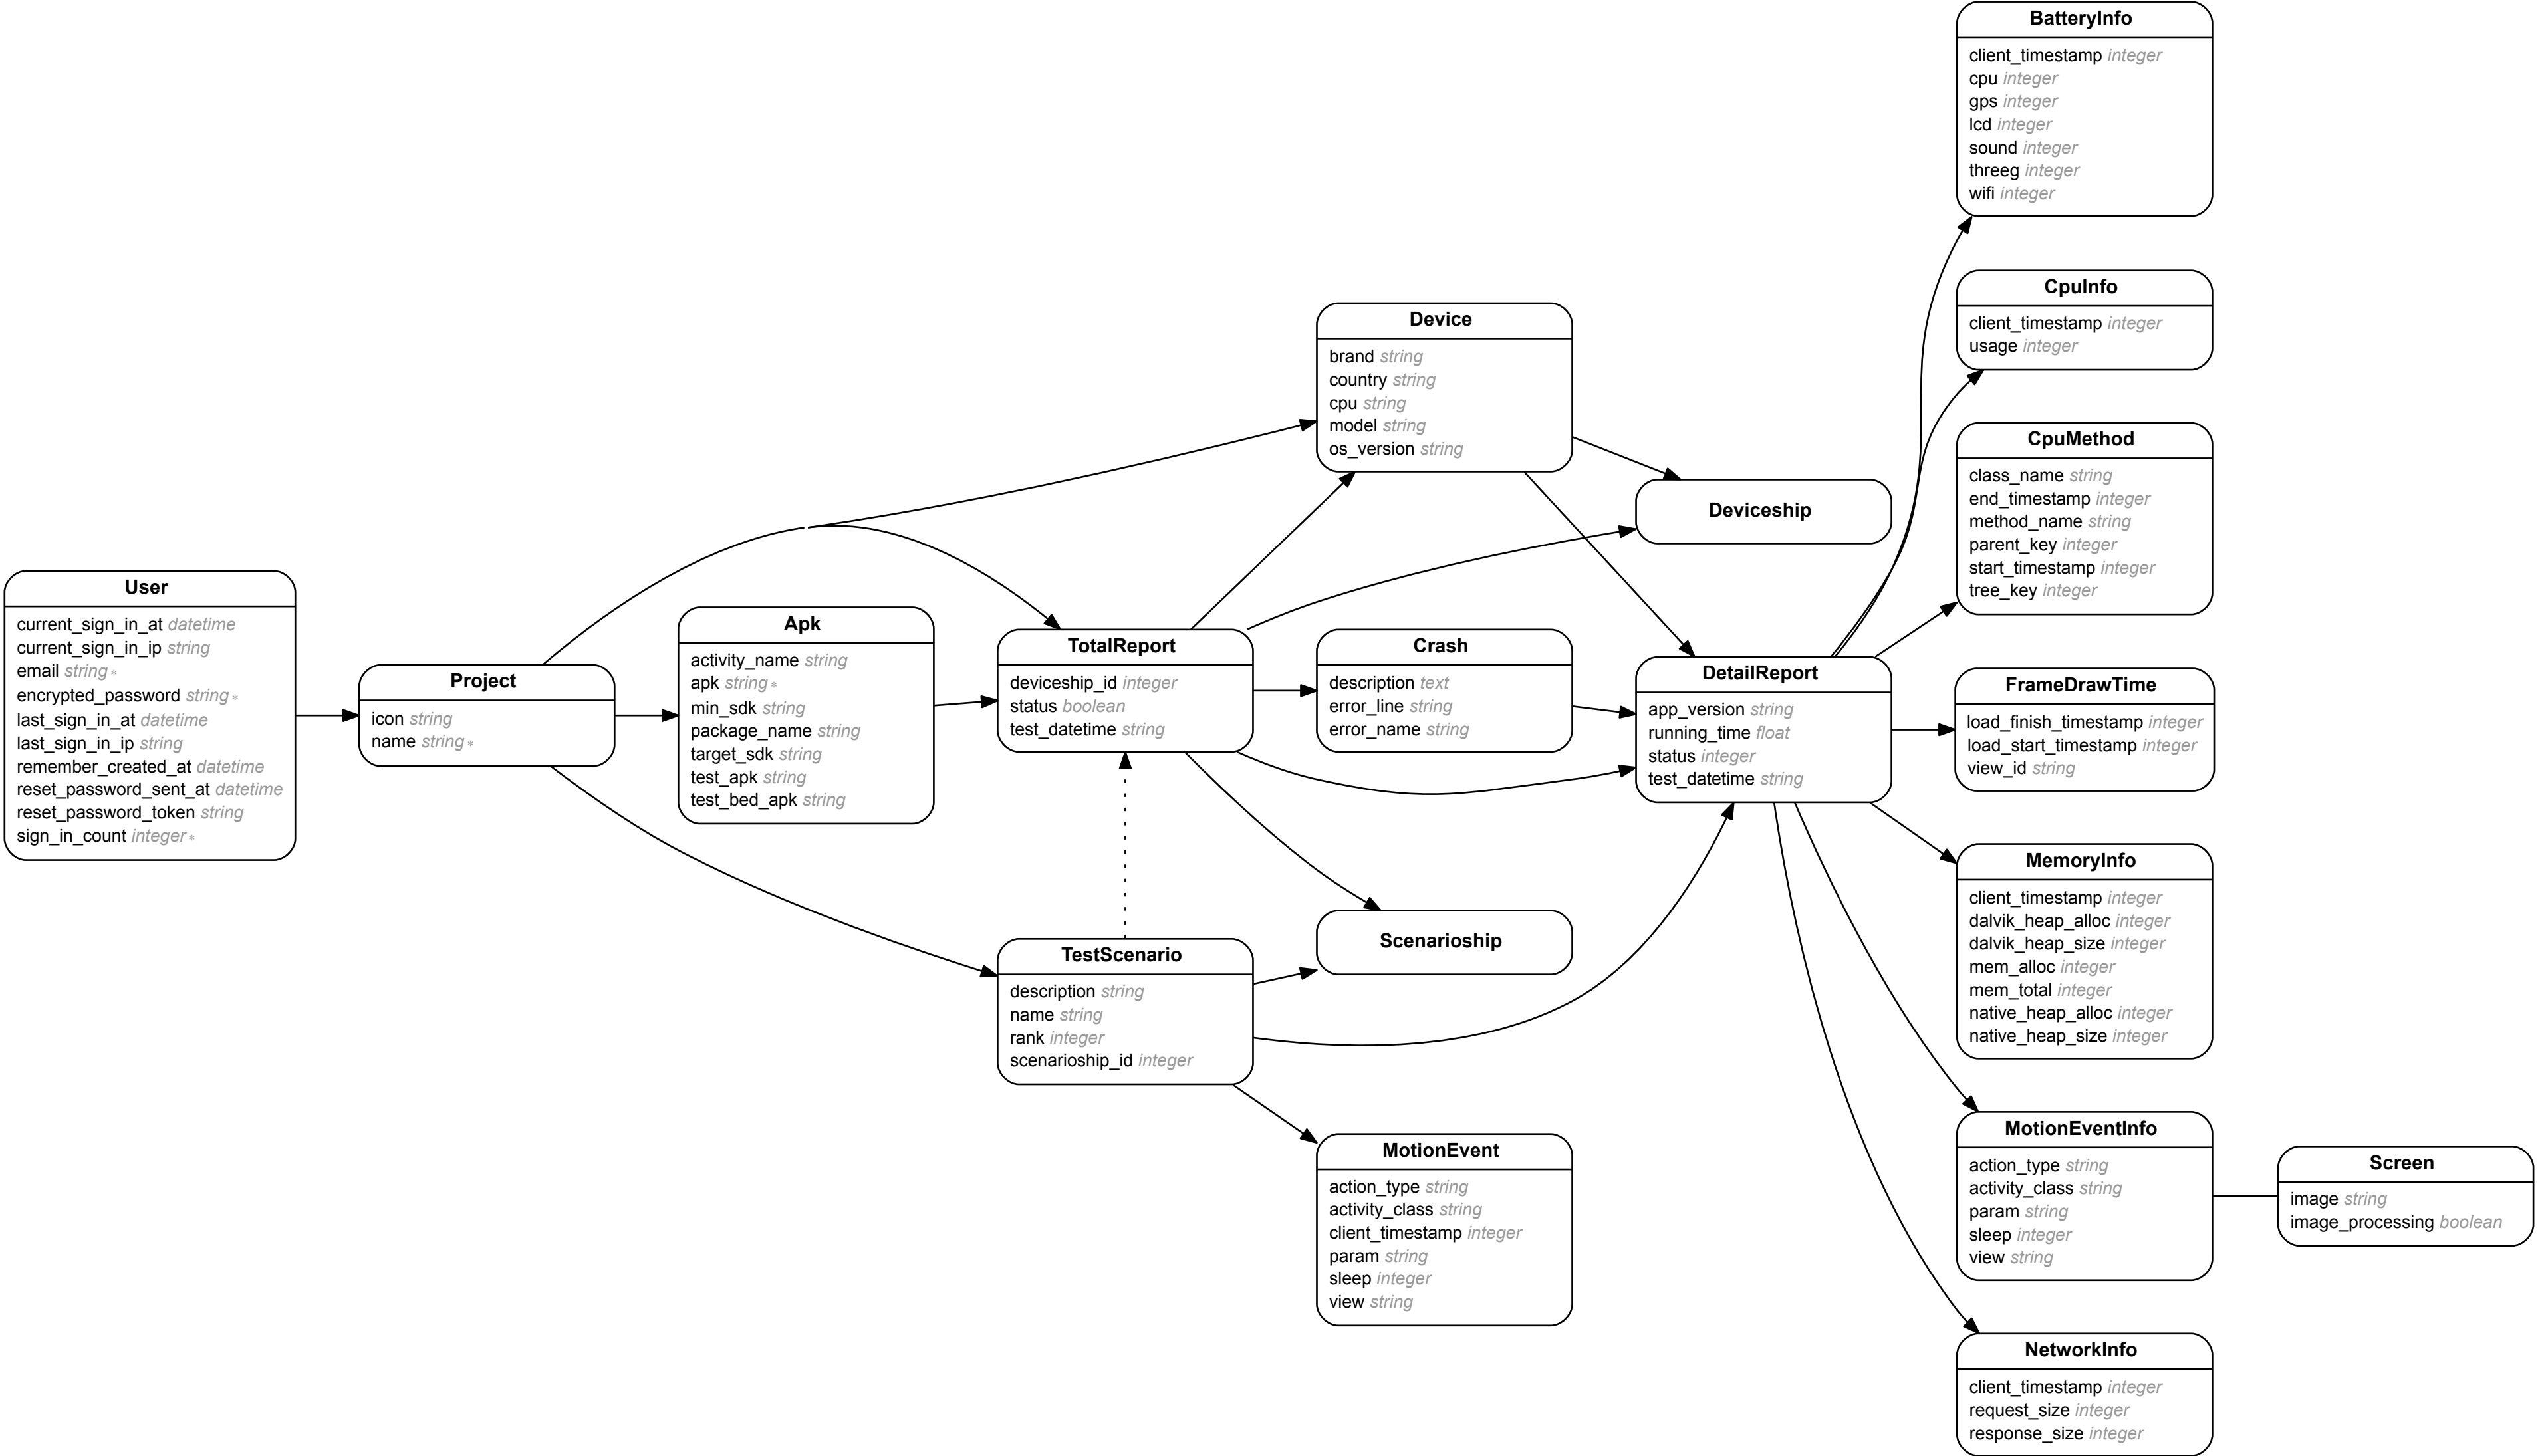 User
current_sign_in_at datetime
current_sign_in_ip string
email string *
encrypted_password string *
last_sign_in_at datetime
last_sign_in_ip string
remember_created_at datetime
reset_password_sent_at datetime
reset_password_token string
sign_in_count integer *
Project
icon string
name string *
Apk
activity_name string
apk string *
min_sdk string
package_name string
target_sdk string
test_apk string
test_bed_apk string
TotalReport
deviceship_id integer
status boolean
test_datetime string
TestScenario
description string
name string
rank integer
scenarioship_id integer
Device
brand string
country string
cpu string
model string
os_version string
Crash
description text
error_line string
error_name string
Scenarioship
MotionEvent
action_type string
activity_class string
client_timestamp integer
param string
sleep integer
view string
Deviceship
DetailReport
app_version string
running_time float
status integer
test_datetime string
BatteryInfo
client_timestamp integer
cpu integer
gps integer
lcd integer
sound integer
threeg integer
wifi integer
CpuInfo
client_timestamp integer
usage integer
CpuMethod
class_name string
end_timestamp integer
method_name string
parent_key integer
start_timestamp integer
tree_key integer
FrameDrawTime
load_finish_timestamp integer
load_start_timestamp integer
view_id string
MemoryInfo
client_timestamp integer
dalvik_heap_alloc integer
dalvik_heap_size integer
mem_alloc integer
mem_total integer
native_heap_alloc integer
native_heap_size integer
MotionEventInfo
action_type string
activity_class string
param string
sleep integer
view string
NetworkInfo
client_timestamp integer
request_size integer
response_size integer
Screen
image string
image_processing boolean